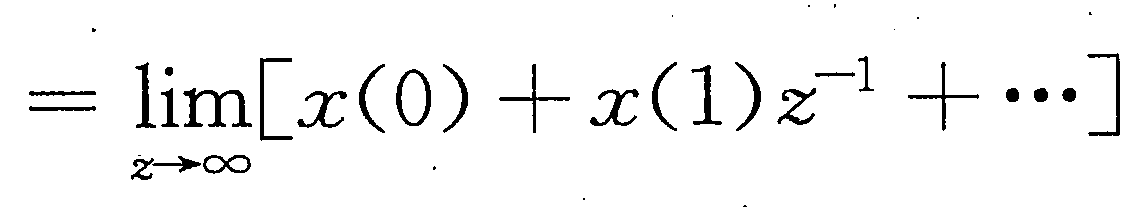 = lim_{z→∞}[x(0) + x(1)z^{-1} + ⋯]